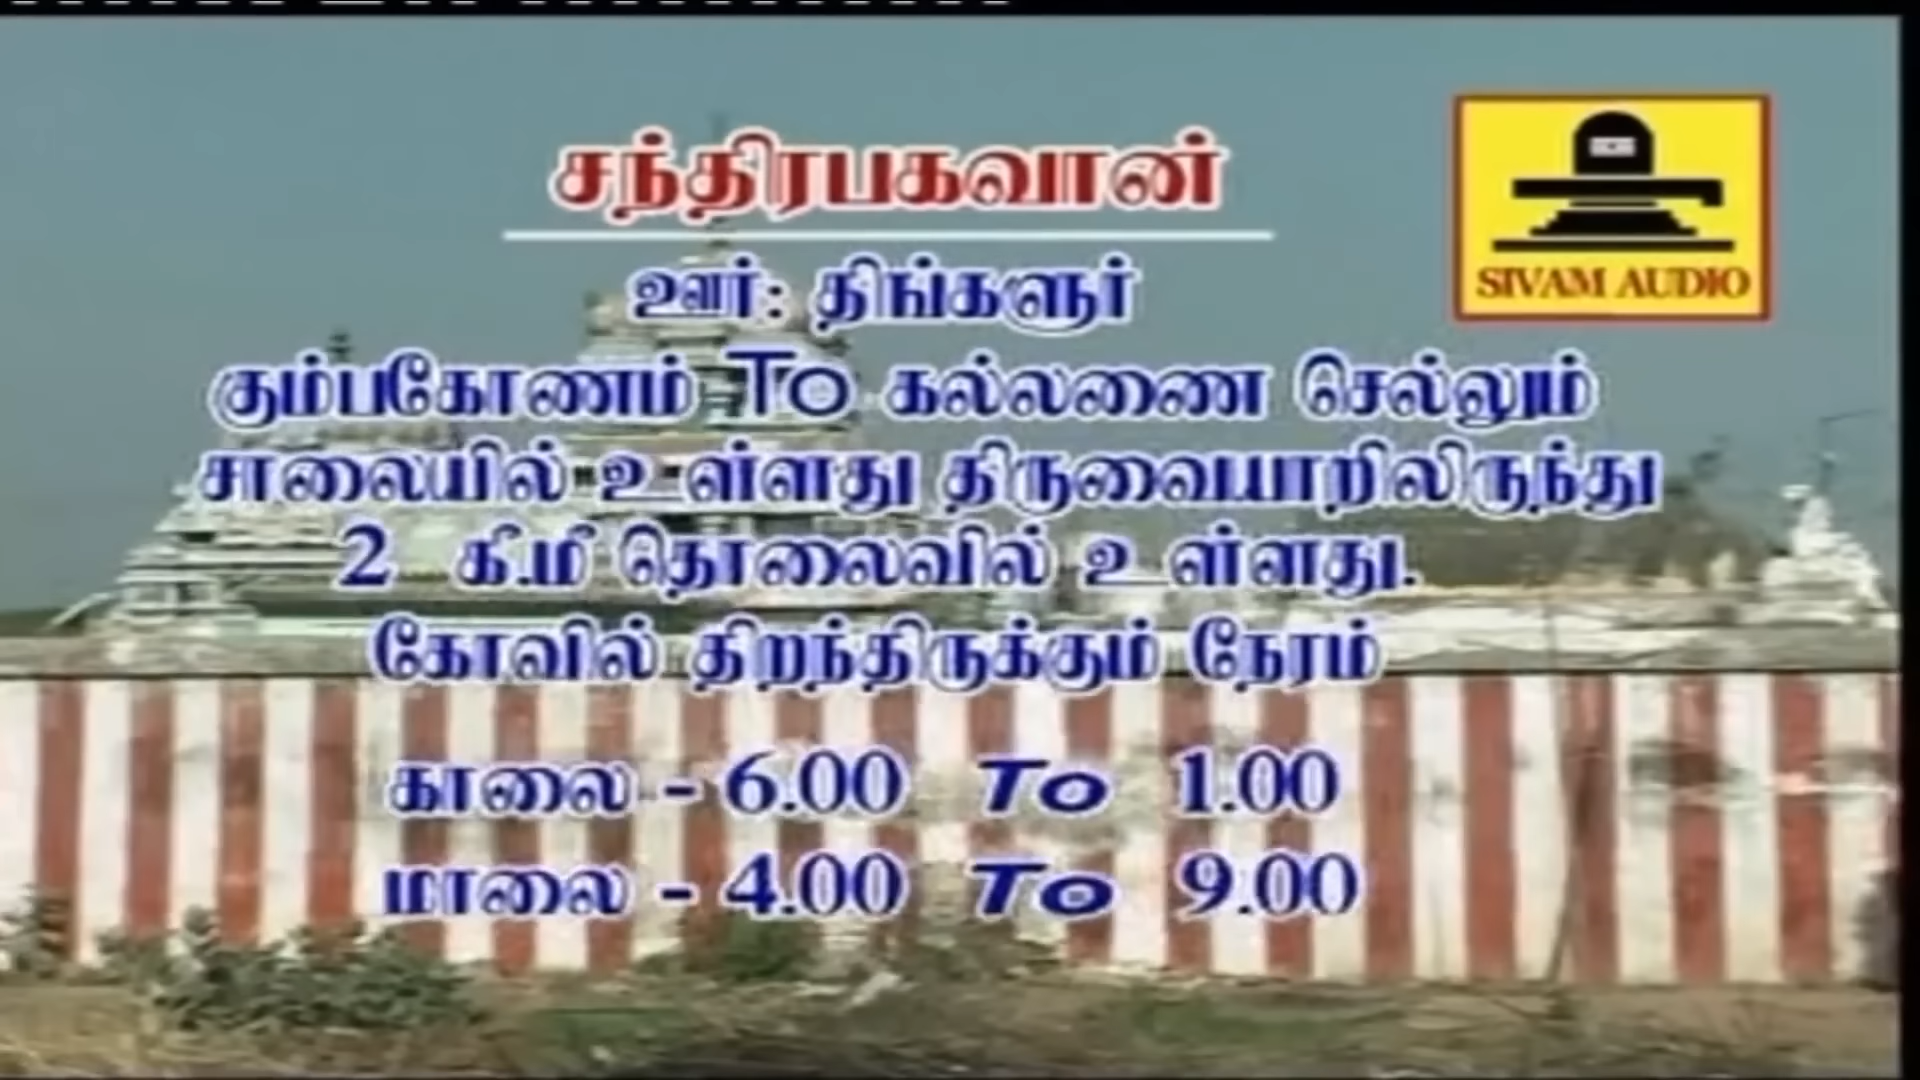 சந்திரபகவான்
SIVAM AUDIO
ஊர்: திங்களுர்
கும்பகோணம் To கல்லணை செல்லும்
சாலையில் உள்ளது திருவையாறிலிருந்து
2 கி.மீ தொலைவில் உள்ளது.
கோவில் திறந்திருக்கும் நேரம்
காலை - 6.00 To 1.00
மாலை - 4.00 To 9.00